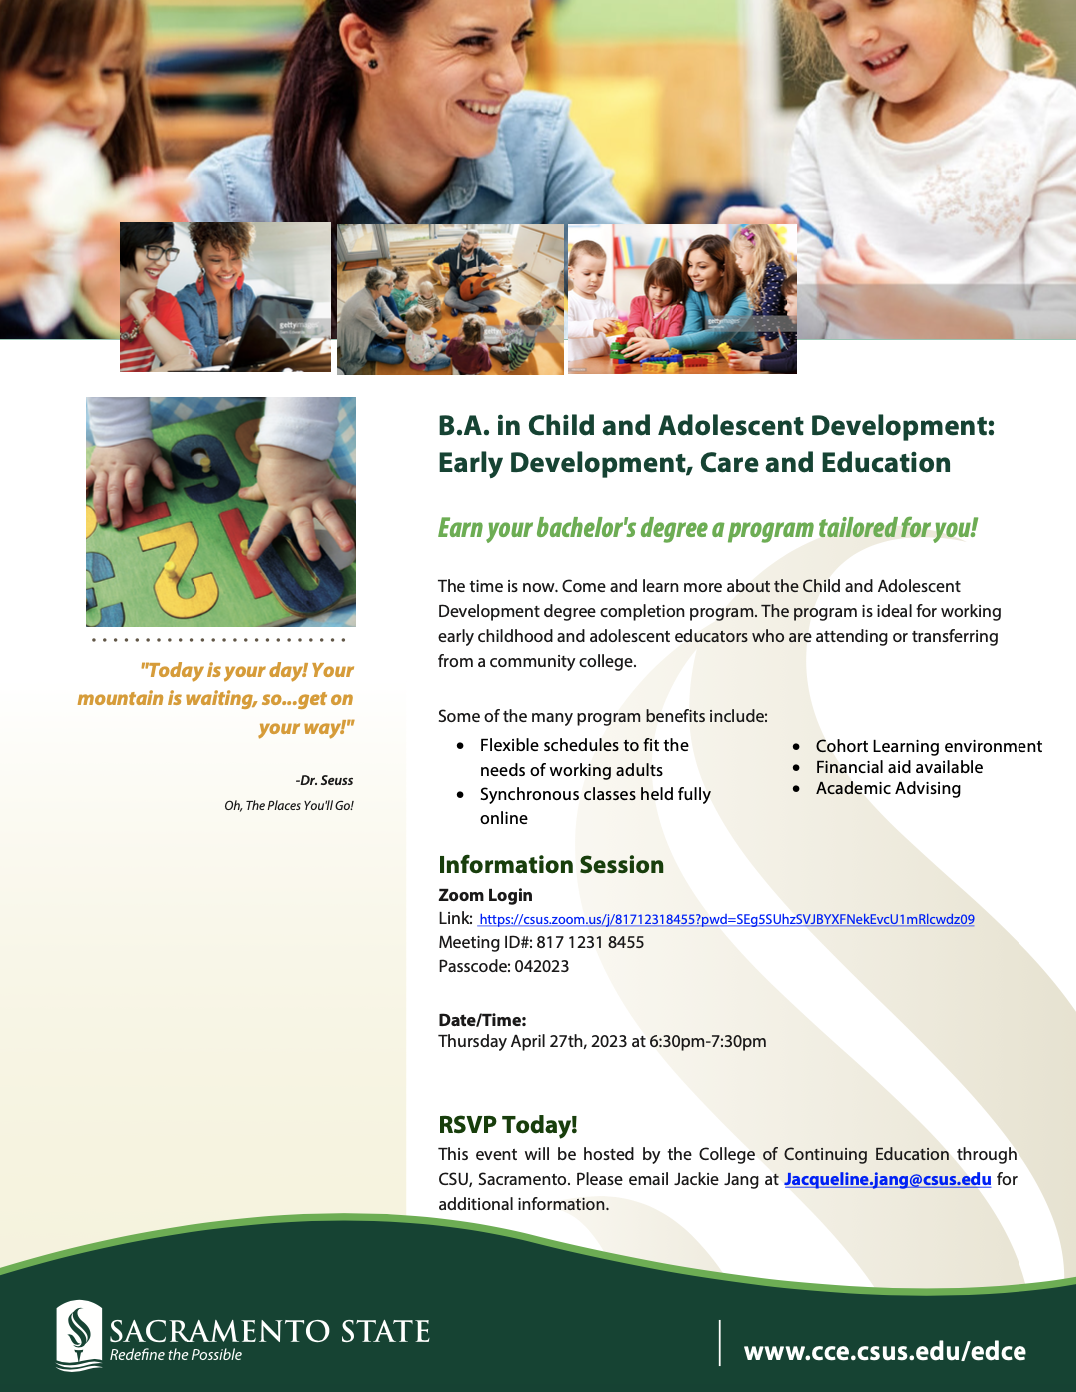 gettyimages
gettyimages
gettyimages
B.A. in Child and Adolescent Development:
Early Development, Care and Education
Earn your bachelor's degree a program tailored for you!
The time is now. Come and learn more about the Child and Adolescent
Development degree completion program. The program is ideal for working
early childhood and adolescent educators who are attending or transferring
from a community college.
"Today is your day! Your
mountain is waiting, so...get on
your way!"
-Dr. Seuss
Oh, The Places You'll Go!
Some of the many program benefits include:
• Flexible schedules to fit the
needs of working adults
• Synchronous classes held fully
online
• Cohort Learning environment
• Financial aid available
• Academic Advising
Information Session
Zoom Login
Link: https://csus.zoom.us/j/81712318455?pwd=SEg5SUhzSVJBYXFNekEvcU1mRlcwdz09
Meeting ID#: 817 1231 8455
Passcode: 042023
Date/Time:
Thursday April 27th, 2023 at 6:30pm-7:30pm
RSVP Today!
This event will be hosted by the College of Continuing Education through
CSU, Sacramento. Please email Jackie Jang at Jacqueline.jang@csus.edu for
additional information.
SACRAMENTO STATE
Redefine the Possible
www.cce.csus.edu/edce